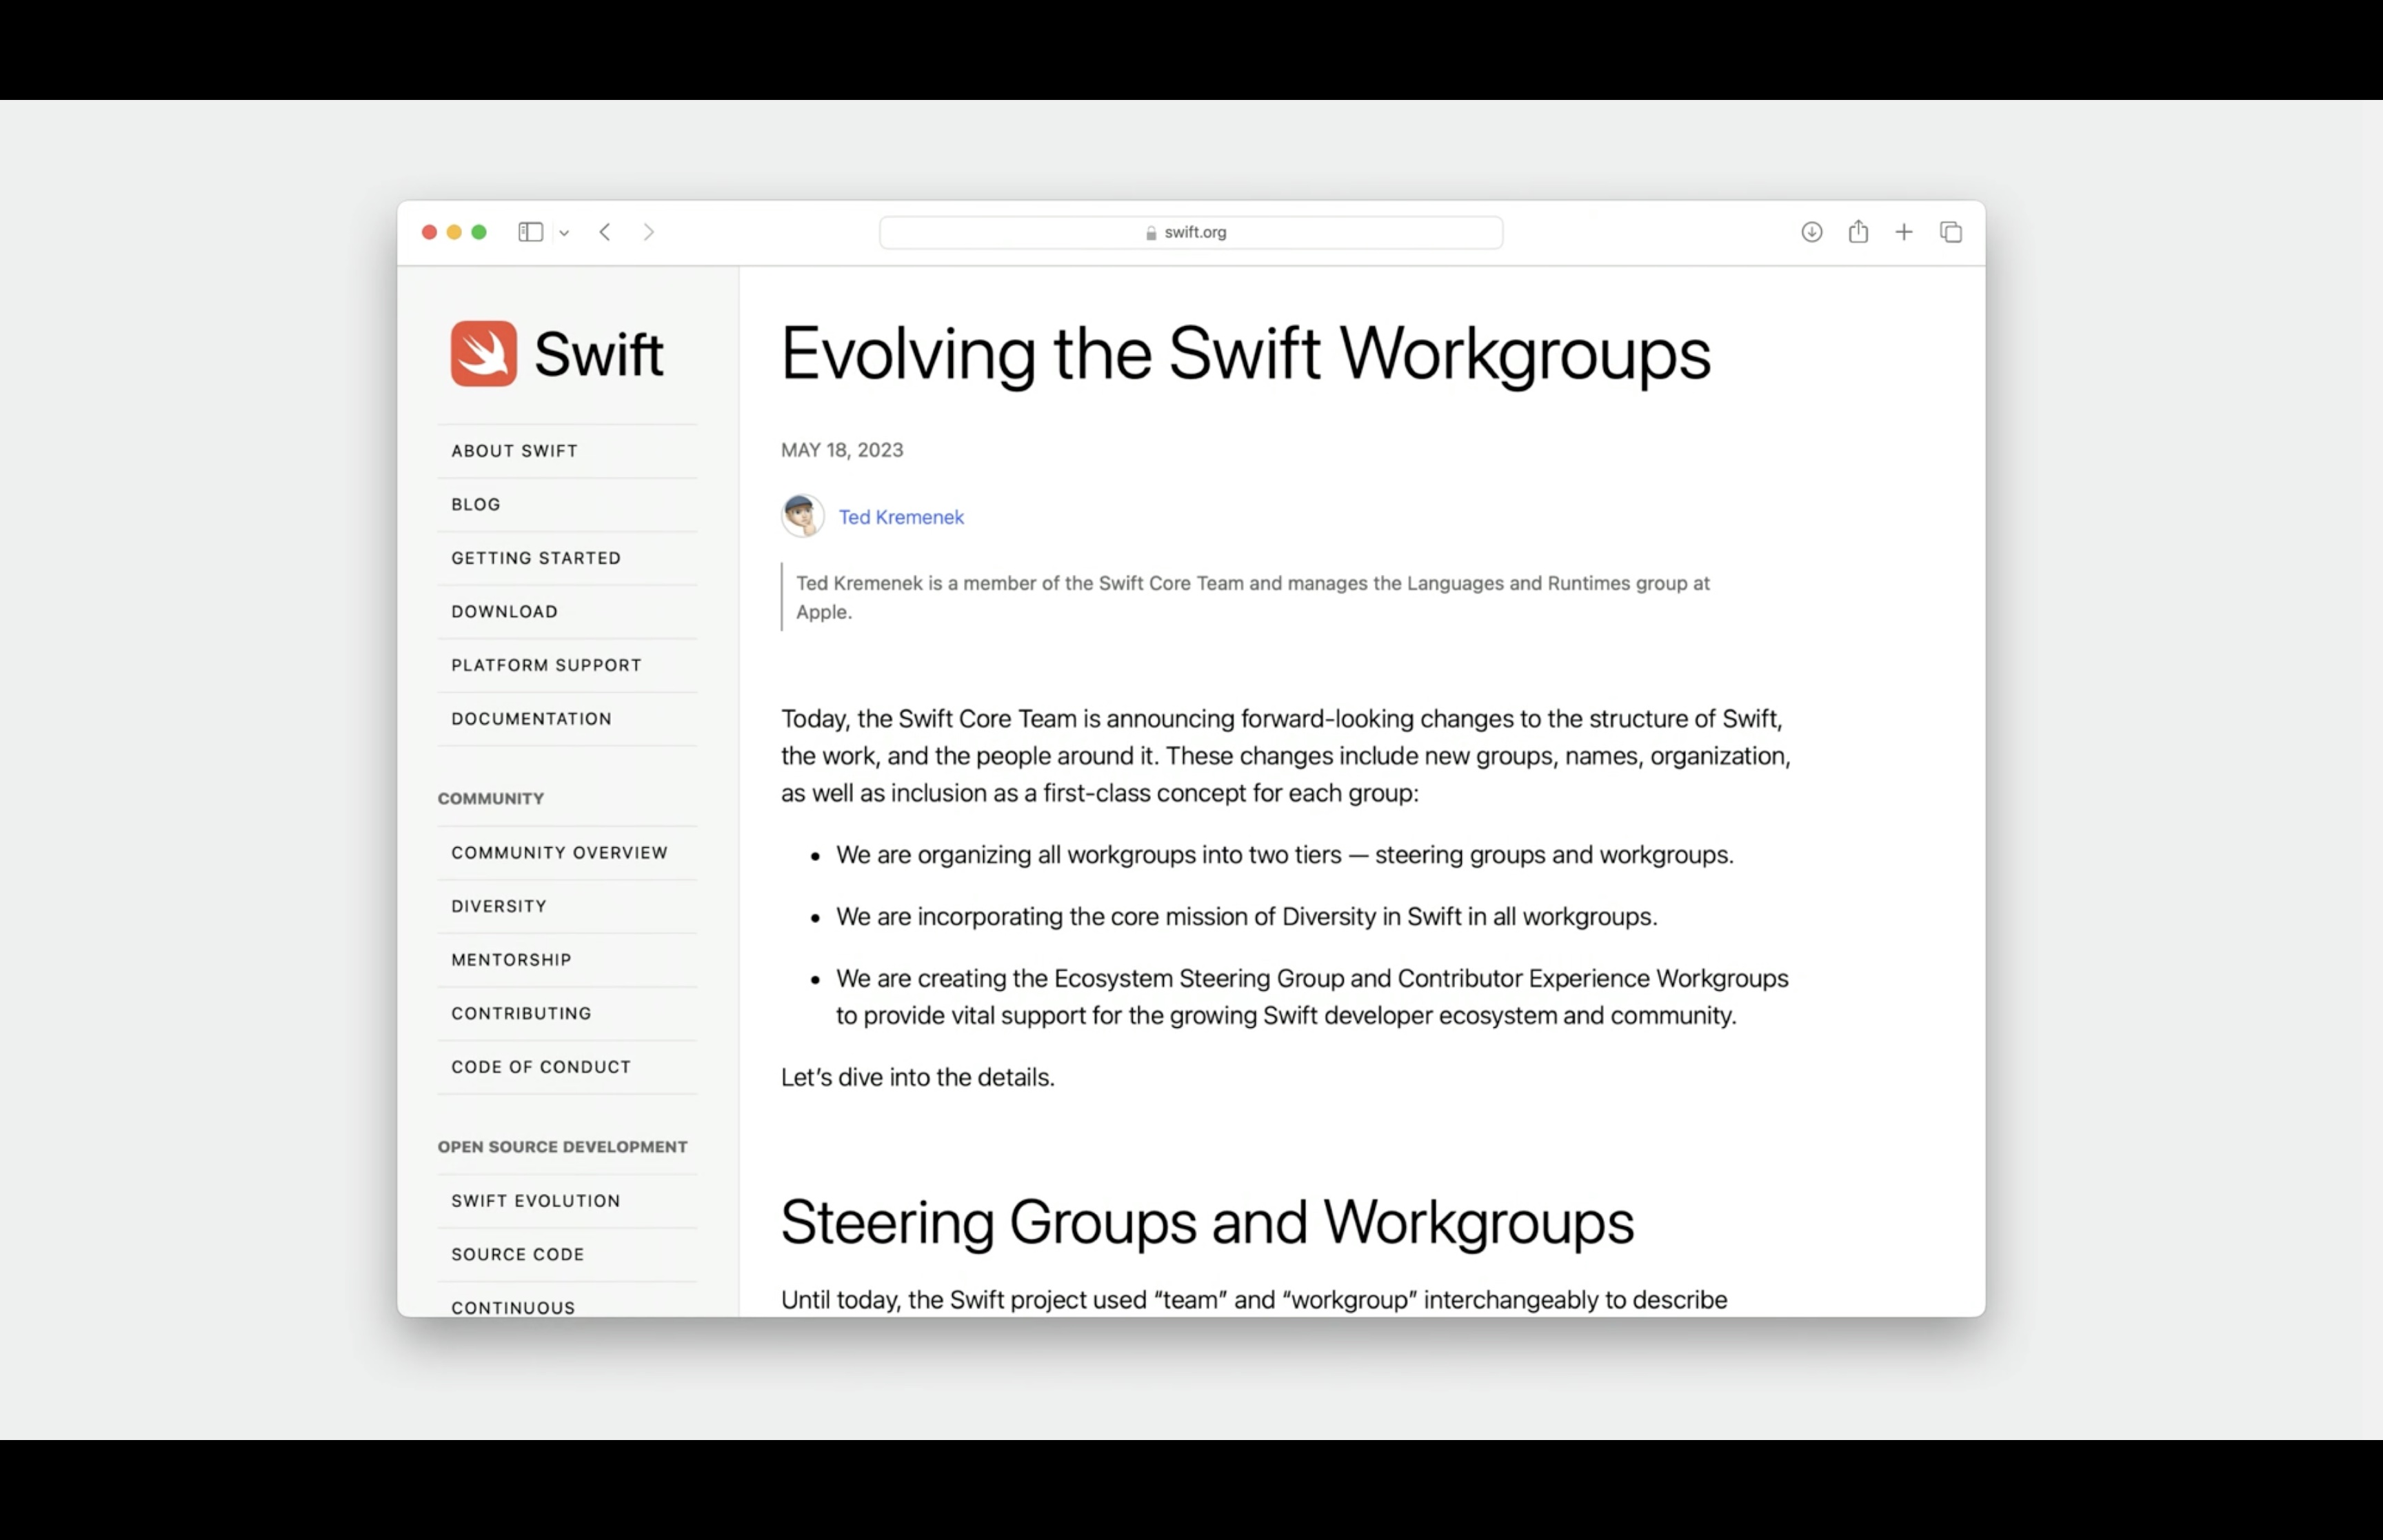 swift.org
Swift
ABOUT SWIFT
BLOG
GETTING STARTED
DOWNLOAD
PLATFORM SUPPORT
DOCUMENTATION
COMMUNITY
COMMUNITY OVERVIEW
DIVERSITY
MENTORSHIP
CONTRIBUTING
CODE OF CONDUCT
OPEN SOURCE DEVELOPMENT
SWIFT EVOLUTION
SOURCE CODE
CONTINUOUS
Evolving the Swift Workgroups
MAY 18, 2023
Ted Kremenek
Ted Kremenek is a member of the Swift Core Team and manages the Languages and Runtimes group at
Apple.
Today, the Swift Core Team is announcing forward-looking changes to the structure of Swift,
the work, and the people around it. These changes include new groups, names, organization,
as well as inclusion as a first-class concept for each group:
• We are organizing all workgroups into two tiers — steering groups and workgroups.
• We are incorporating the core mission of Diversity in Swift in all workgroups.
• We are creating the Ecosystem Steering Group and Contributor Experience Workgroups
to provide vital support for the growing Swift developer ecosystem and community.
Let’s dive into the details.
Steering Groups and Workgroups
Until today, the Swift project used “team” and “workgroup” interchangeably to describe